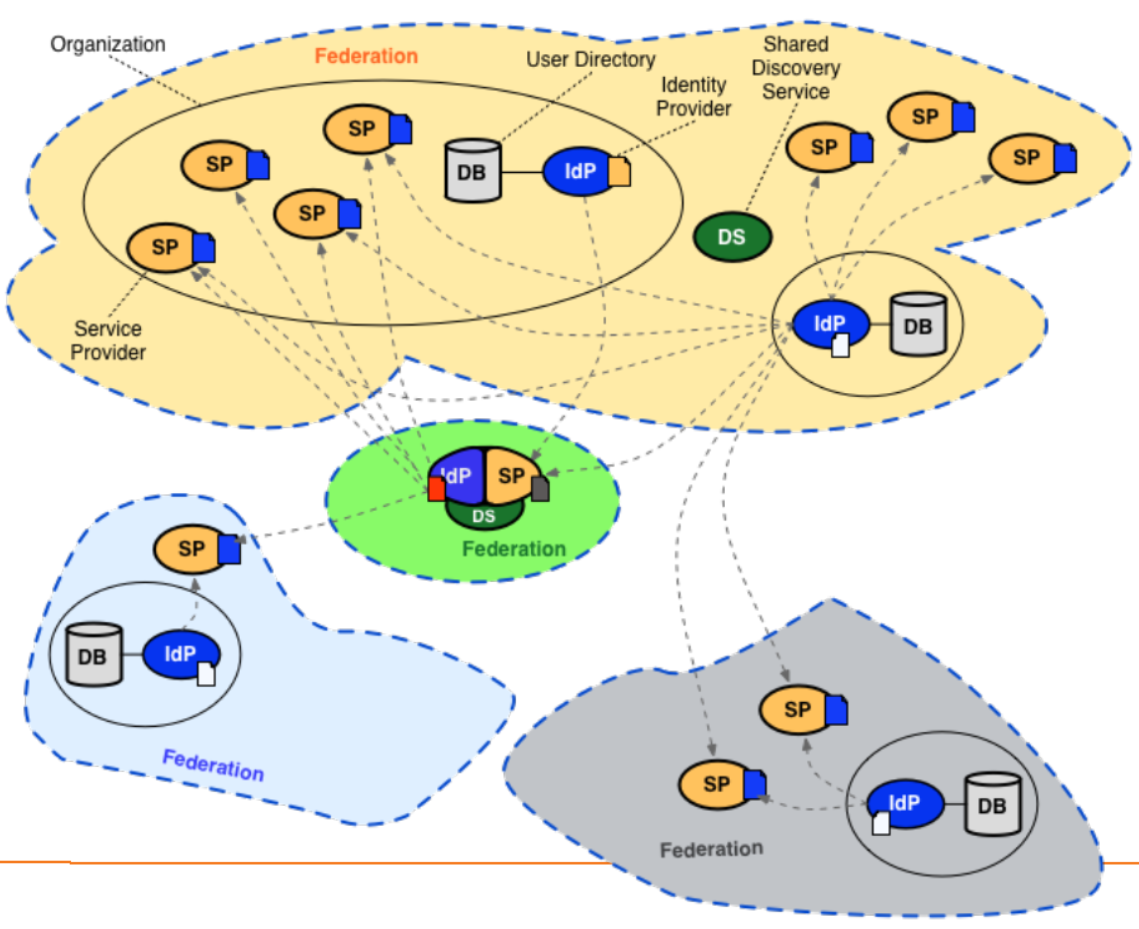 Organization
Federation
User Directory
Shared
Discovery
Service
Identity
Provider
SP
SP
SP
SP
SP
SP
SP
DB
IdP
DS
Service
Provider
IdP
DB
IdP
SP
DS
Federation
SP
DB
IdP
Federation
SP
SP
IdP
DB
Federation